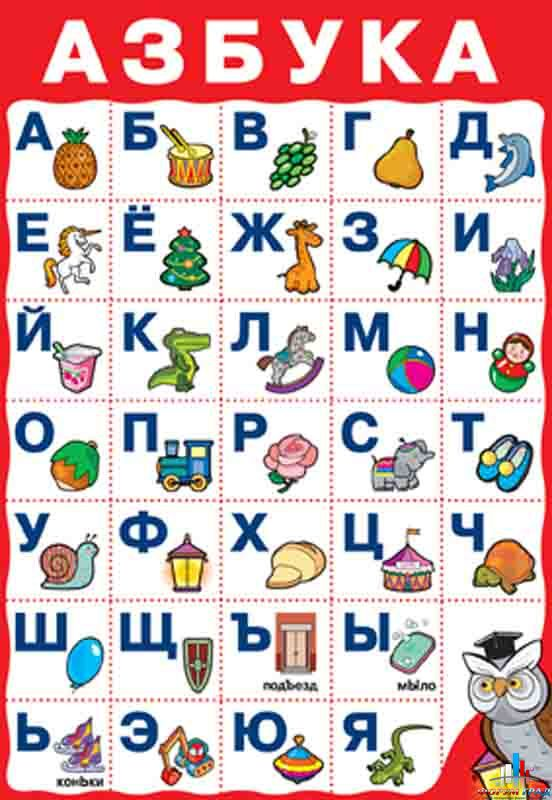 АЗБУКА
А Б В Г Д
Е Ё Ж З И
Й К Л М Н
О П Р С Т
У Ф Х Ц Ч
Ш Щ Ъ Ы
подъезд мыло
Ь Э Ю Я
коньки